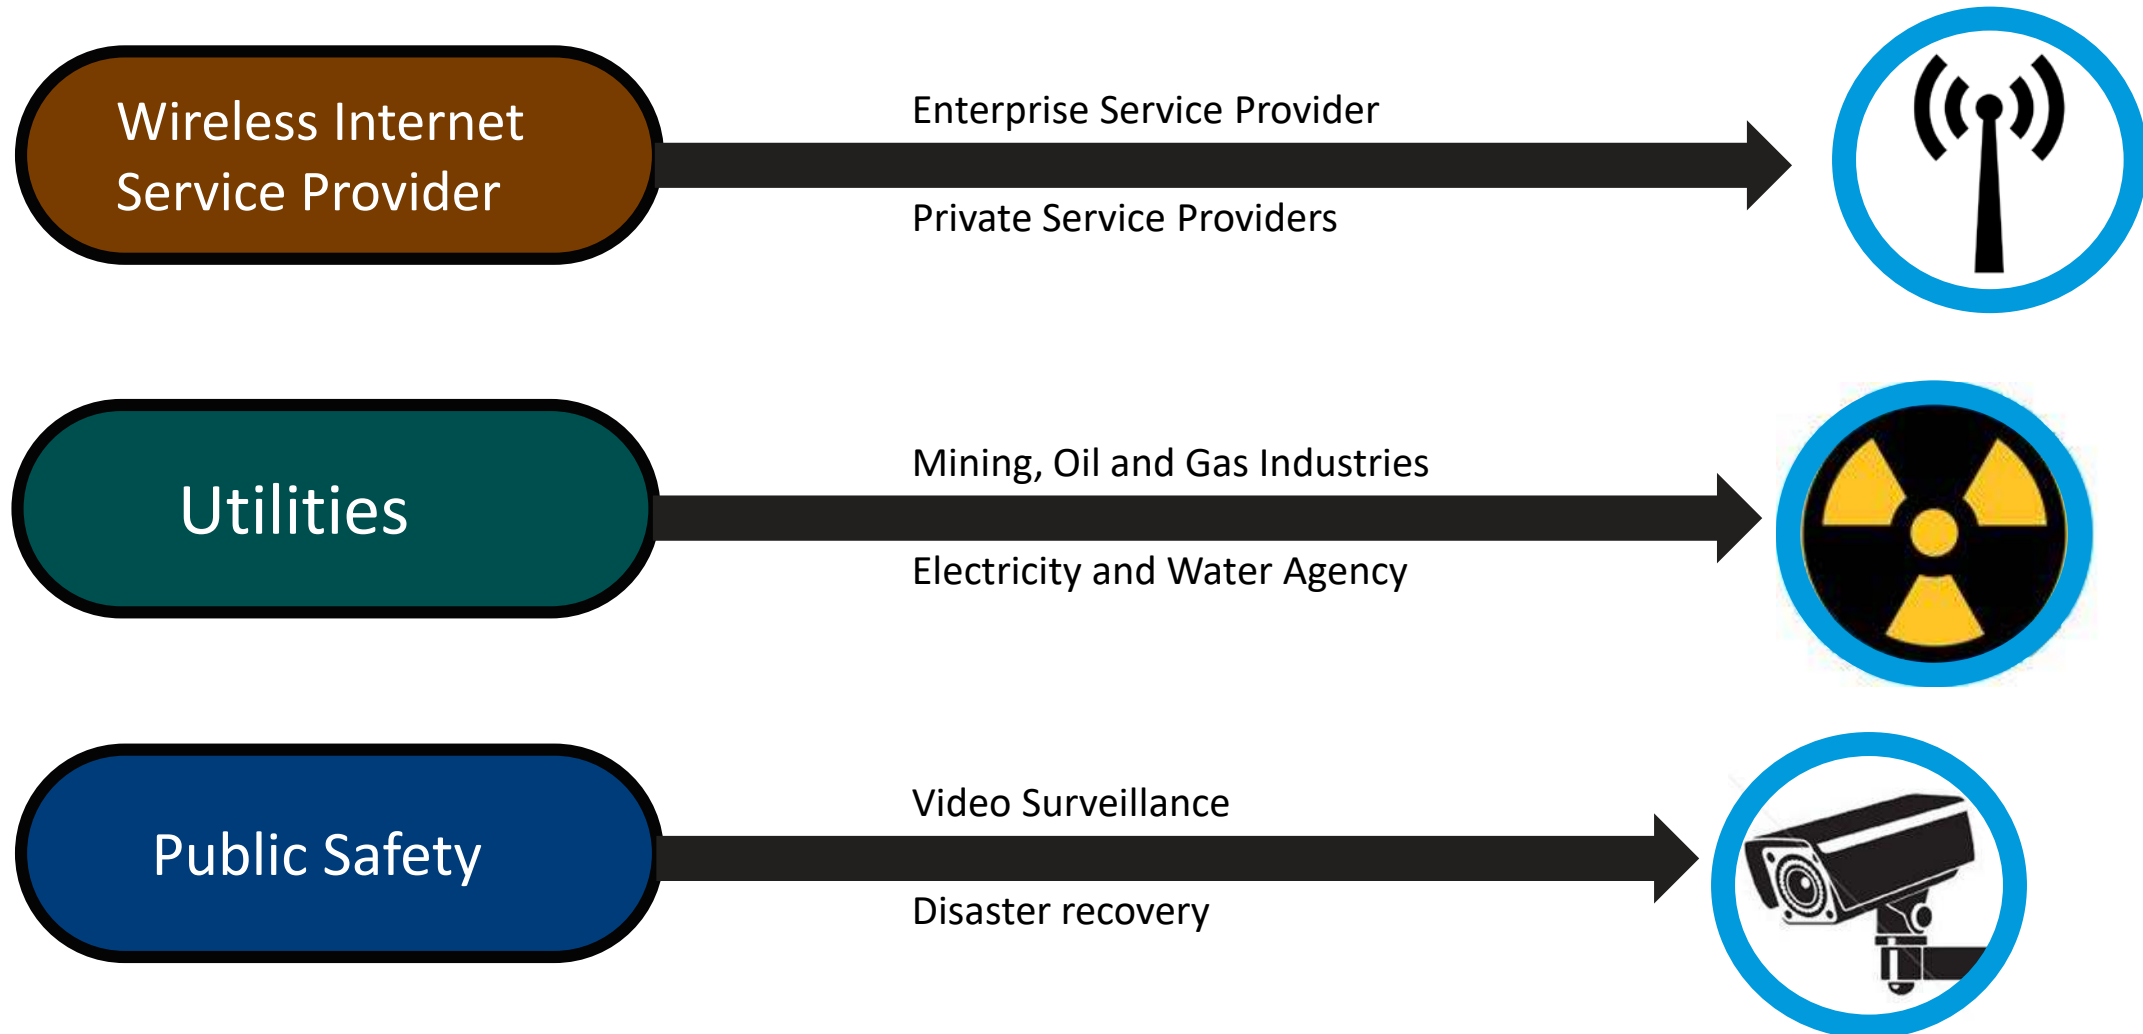 Wireless Internet
Service Provider
Enterprise Service Provider
Private Service Providers
Utilities
Mining, Oil and Gas Industries
Electricity and Water Agency
Public Safety
Video Surveillance
Disaster recovery